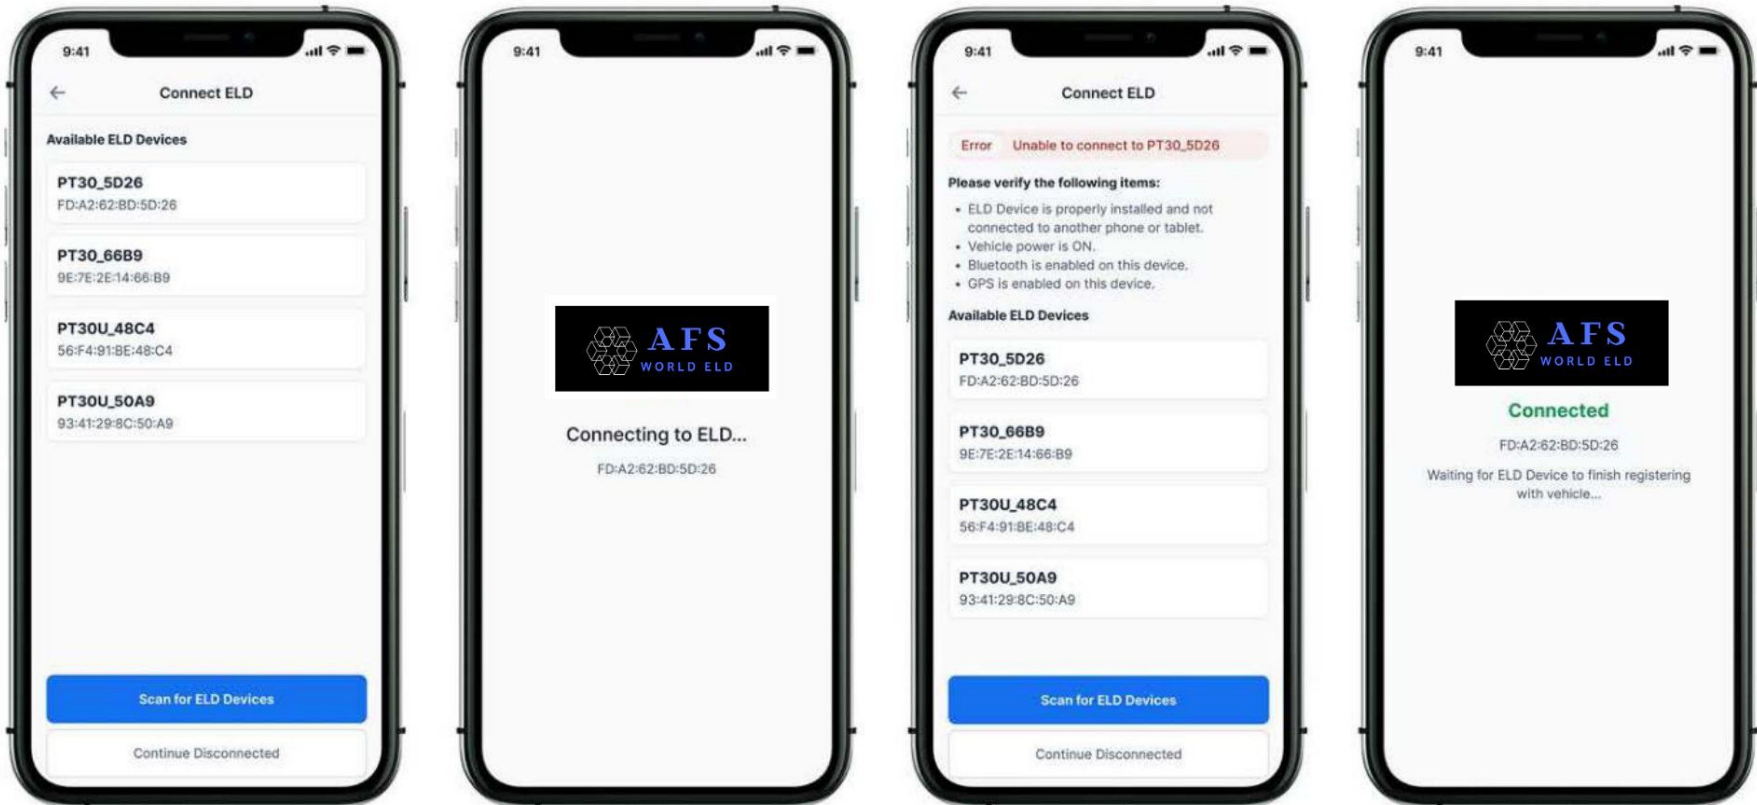 9:41
Connect ELD
Available ELD Devices
PT30_5D26
FD:A2:62:BD:5D:26
PT30_66B9
9E:7E:2E:14:66:B9
PT30U_48C4
56:F4:91:BE:48:C4
PT30U_50A9
93:41:29:8C:50:A9
Scan for ELD Devices
Continue Disconnected
9:41
AFS
WORLD ELD
Connecting to ELD...
FD:A2:62:BD:5D:26
9:41
Connect ELD
Error Unable to connect to PT30_5D26
Please verify the following items:
• ELD Device is properly installed and not
connected to another phone or tablet.
• Vehicle power is ON.
• Bluetooth is enabled on this device.
• GPS is enabled on this device.
Available ELD Devices
PT30_5D26
FD:A2:62:BD:5D:26
PT30_66B9
9E:7E:2E:14:66:B9
PT30U_48C4
56:F4:91:BE:48:C4
PT30U_50A9
93:41:29:8C:50:A9
Scan for ELD Devices
Continue Disconnected
9:41
AFS
WORLD ELD
Connected
FD:A2:62:BD:5D:26
Waiting for ELD Device to finish registering
with vehicle...